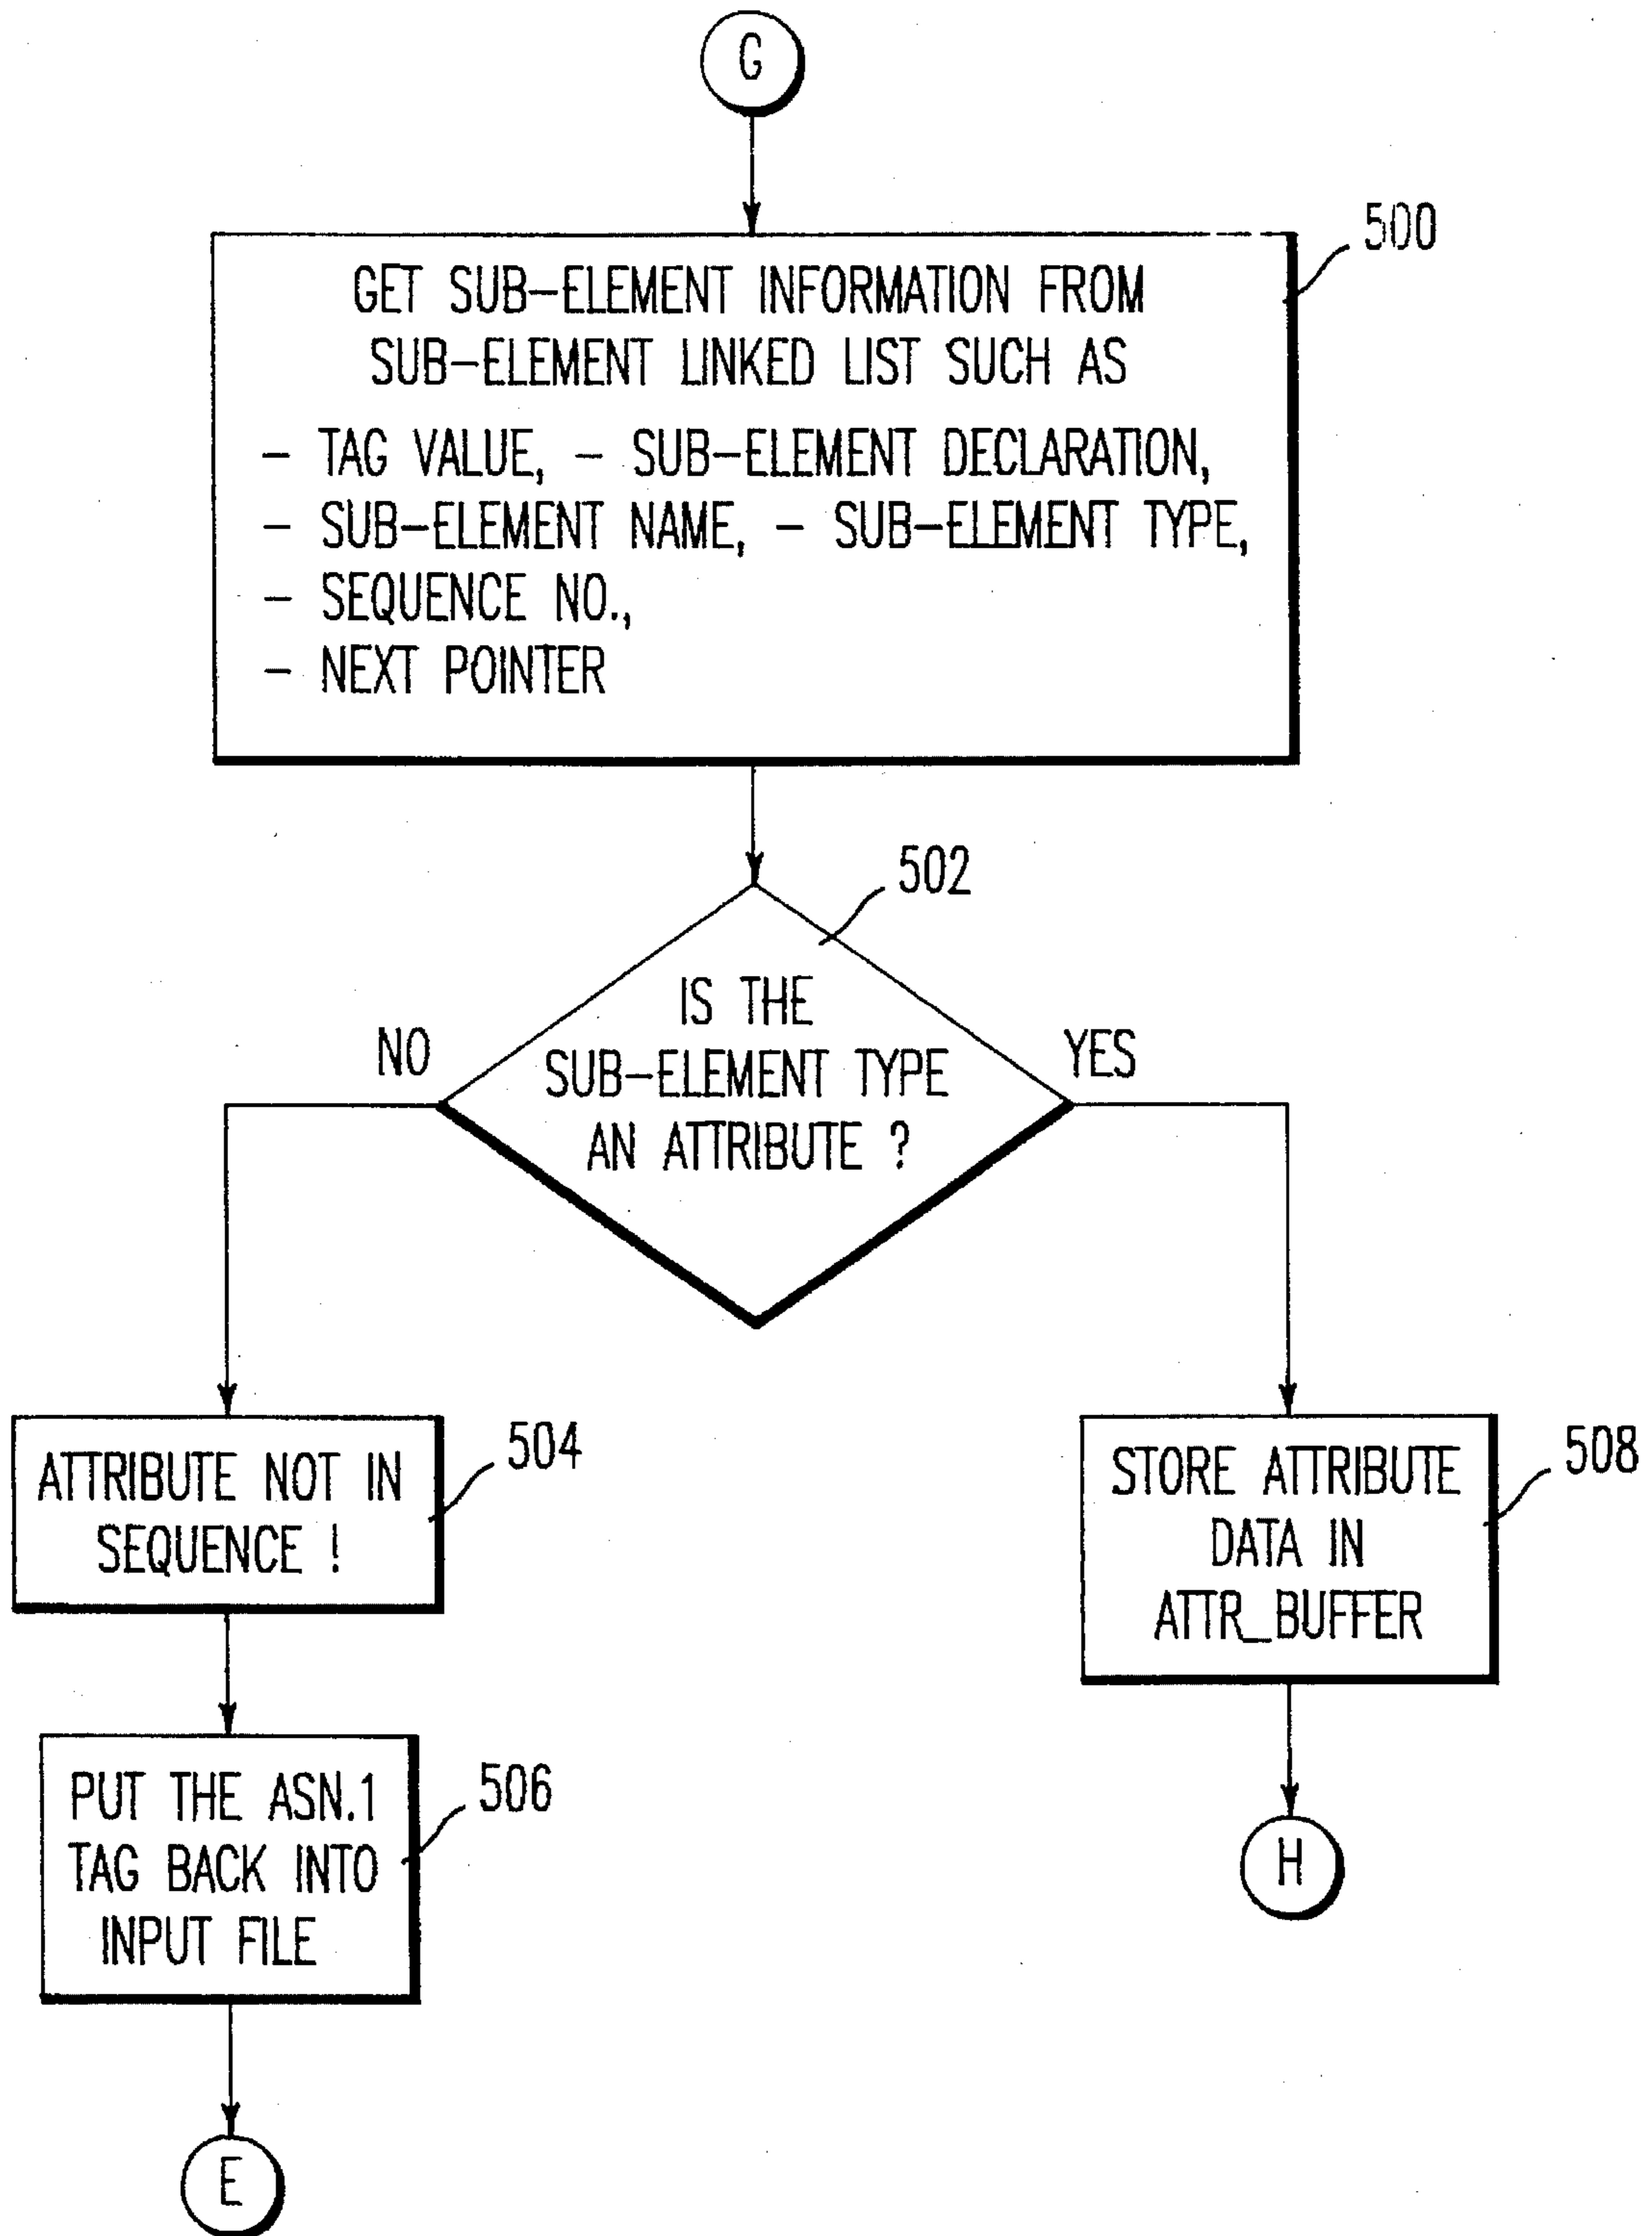 G
500
GET SUB-ELEMENT INFORMATION FROM
SUB-ELEMENT LINKED LIST SUCH AS
- TAG VALUE, - SUB-ELEMENT DECLARATION,
- SUB-ELEMENT NAME, - SUB-ELEMENT TYPE,
- SEQUENCE NO.,
- NEXT POINTER
502
IS THE
SUB-ELEMENT TYPE
AN ATTRIBUTE ?
NO
YES
504
ATTRIBUTE NOT IN
SEQUENCE !
508
STORE ATTRIBUTE
DATA IN
ATTR_BUFFER
506
PUT THE ASN.1
TAG BACK INTO
INPUT FILE
H
E